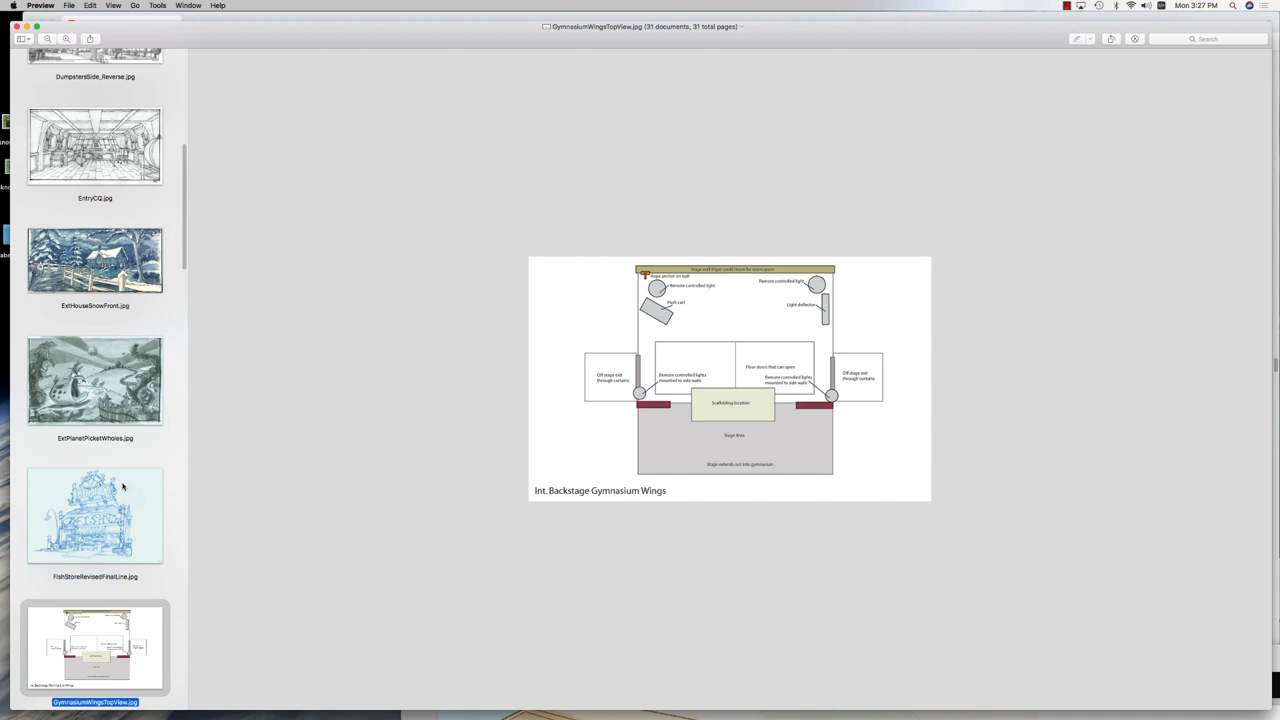 Preview File Edit View Go Tools Window Help
Mon 3:27 PM
GymnasiumWingsTopView.jpg (31 documents, 31 total pages)
Search
DumpstersSide_Reverse.jpg
EntryCQ.jpg
ExtHouseSnowFront.jpg
ExtPlanetPicketWholes.jpg
FISH
FishStoreRevisedFinalLine.jpg
GymnasiumWingsTopView.jpg
Rope anchor on wall
Remote controlled light
Remote controlled light
Push cart
Light deflector
Floor doors that can open
Off stage exit
through curtains
Remote controlled lights
mounted to side walls
Remote controlled lights
mounted to side walls
Off stage exit
through curtains
Scaffolding location
Stage Area
Stage extends out into gymnasium
Int. Backstage Gymnasium Wings